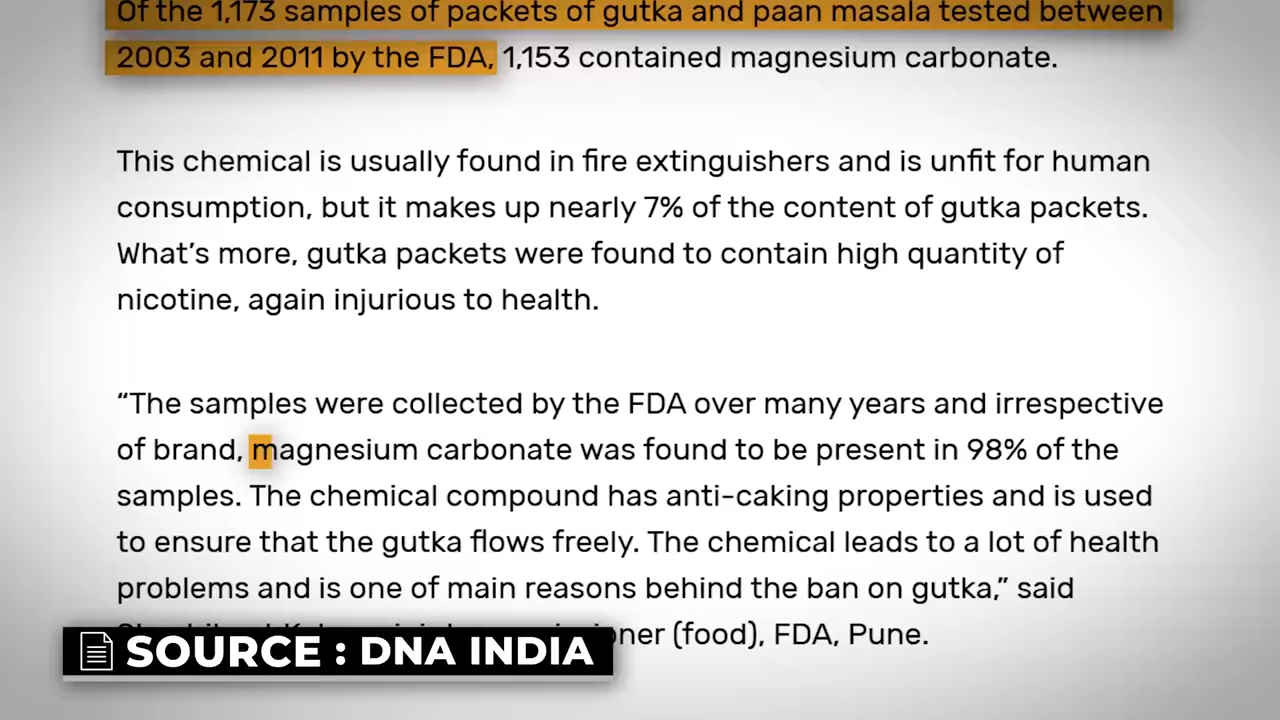 Of the 1,173 samples of packets of gutka and paan masala tested between
2003 and 2011 by the FDA, 1,153 contained magnesium carbonate.
This chemical is usually found in fire extinguishers and is unfit for human
consumption, but it makes up nearly 7% of the content of gutka packets.
What’s more, gutka packets were found to contain high quantity of
nicotine, again injurious to health.
“The samples were collected by the FDA over many years and irrespective
of brand, magnesium carbonate was found to be present in 98% of the
samples. The chemical compound has anti-caking properties and is used
to ensure that the gutka flows freely. The chemical leads to a lot of health
problems and is one of main reasons behind the ban on gutka,” said
(food), FDA, Pune.
SOURCE : DNA INDIA